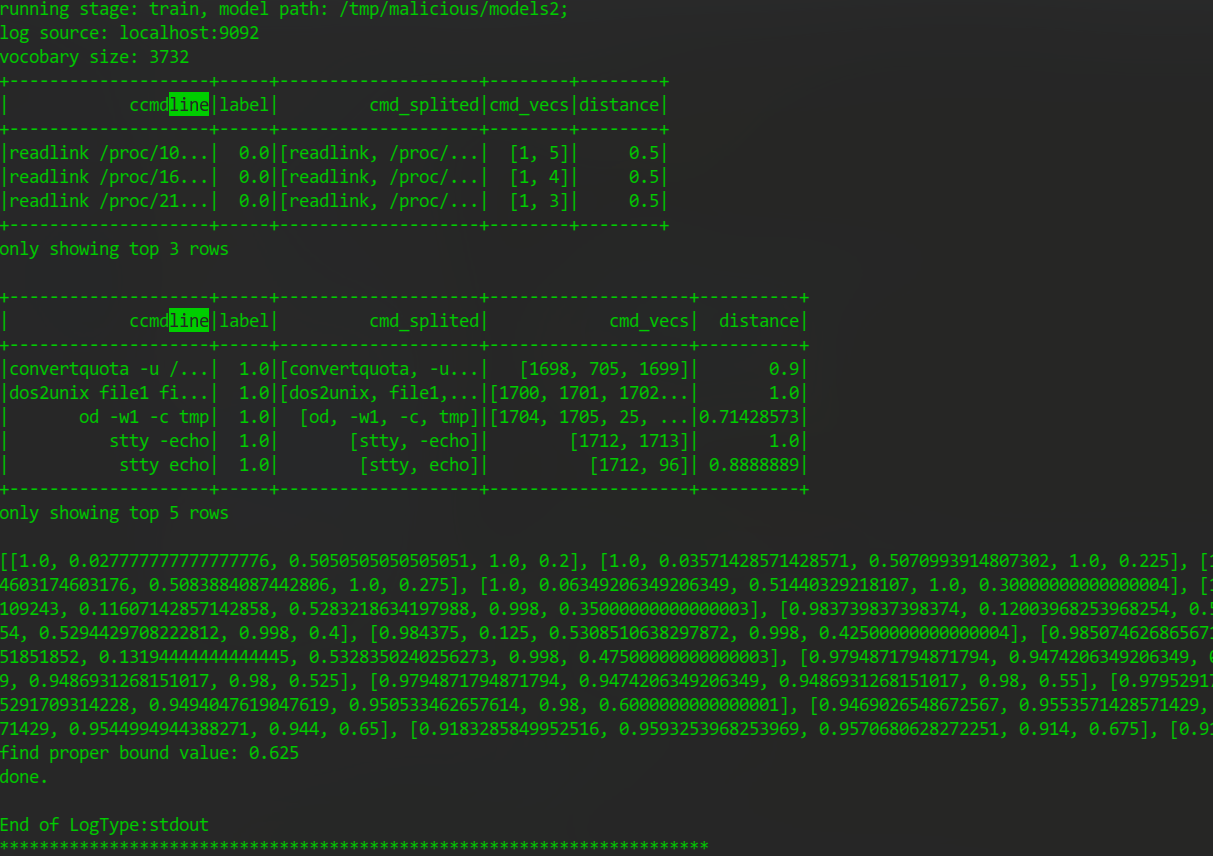 running stage: train, model path: /tmp/malicious/models2;
log source: localhost:9092
vocobary size: 3732
+--------------------+-----+--------------------+--------+--------+
|            ccmdline|label|         cmd_splited|cmd_vecs|distance|
+--------------------+-----+--------------------+--------+--------+
|readlink /proc/10...|  0.0|[readlink, /proc/...|  [1, 5]|     0.5|
|readlink /proc/16...|  0.0|[readlink, /proc/...|  [1, 4]|     0.5|
|readlink /proc/21...|  0.0|[readlink, /proc/...|  [1, 3]|     0.5|
+--------------------+-----+--------------------+--------+--------+
only showing top 3 rows
+--------------------+-----+--------------------+--------------------+----------+
|            ccmdline|label|         cmd_splited|            cmd_vecs|  distance|
+--------------------+-----+--------------------+--------------------+----------+
|convertquota -u /...|  1.0|[convertquota, -u...|   [1698, 705, 1699]|       0.9|
|dos2unix file1 fi...|  1.0|[dos2unix, file1,...|[1700, 1701, 1702...|       1.0|
|       od -w1 -c tmp|  1.0|  [od, -w1, -c, tmp]|[1704, 1705, 25, ...|0.71428573|
|          stty -echo|  1.0|       [stty, -echo]|        [1712, 1713]|       1.0|
|           stty echo|  1.0|        [stty, echo]|          [1712, 96]| 0.8888889|
+--------------------+-----+--------------------+--------------------+----------+
only showing top 5 rows
[[1.0, 0.027777777777777776, 0.5050505050505051, 1.0, 0.2], [1.0, 0.03571428571428571, 0.5070993914807302, 1.0, 0.225], [1
4603174603176, 0.5083884087442806, 1.0, 0.275], [1.0, 0.06349206349206349, 0.51440329218107, 1.0, 0.30000000000000004], [
109243, 0.11607142857142858, 0.5283218634197988, 0.998, 0.35000000000000003], [0.983739837398374, 0.12003968253968254, 0.5
54, 0.5294429708222812, 0.998, 0.4], [0.984375, 0.125, 0.5308510638297872, 0.998, 0.42500000000000004], [0.985074626865671
51851852, 0.13194444444444445, 0.5328350240256273, 0.998, 0.47500000000000003], [0.9794871794871794, 0.9474206349206349,
9, 0.9486931268151017, 0.98, 0.525], [0.9794871794871794, 0.9474206349206349, 0.9486931268151017, 0.98, 0.55], [0.97952917
5291709314228, 0.9494047619047619, 0.950533462657614, 0.98, 0.6000000000000001], [0.9469026548672567, 0.9553571428571429,
71429, 0.9544994944388271, 0.944, 0.65], [0.9183285849952516, 0.9593253968253969, 0.9570680628272251, 0.914, 0.675], [0.91
find proper bound value: 0.625
done.
End of LogType:stdout
***********************************************************************